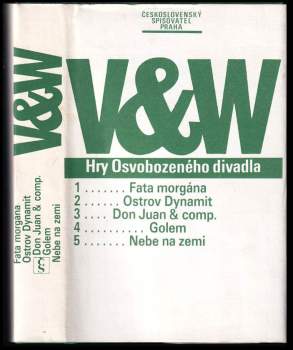 V&W
Fata morgána
Ostrov Dynamit
Don Juan & comp.
Golem
Nebe na zemi
ČESKOSLOVENSKÝ
SPISOVATEL
PRAHA
V&W
Hry Osvobozeného divadla
1 ....... Fata morgána
2 ...... Ostrov Dynamit
3 .... Don Juan & comp.
4 .......... Golem
5 ....... Nebe na zemi